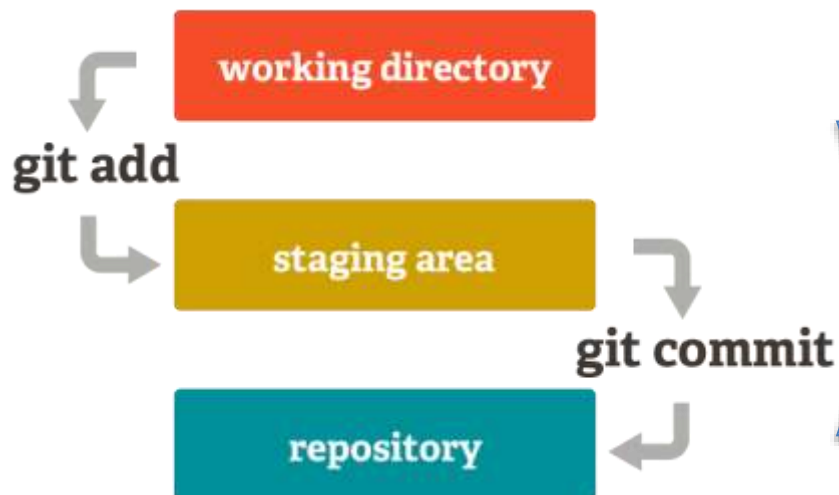 working directory
git add
staging area
git commit
repository